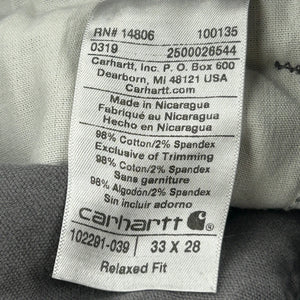 RN# 14806 100135
0319 2500026544
Carhartt, Inc. P. O. Box 600
Dearborn, Mi 48121 USA
Carhartt.com
Made in Nicaragua
Fabriqué au Nicaragua
Hecho en Nicaragua
98% Cotton/2% Spandex
Exclusive of Trimming
98% Coton/2% Spandex
Sans garniture
98% Algodón/2% Spandex
Sin incluir adorno
carhartt
102291-039 33 X 28
Relaxed Fit